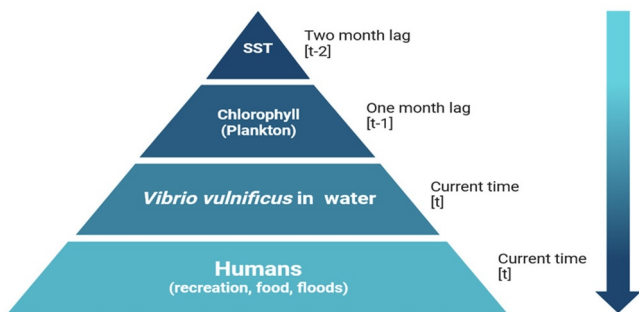 SST
Two month lag
[t-2]
Chlorophyll
(Plankton)
One month lag
[t-1]
Vibrio vulnificus in water
Current time
[t]
Humans
(recreation, food, floods)
Current time
[t]